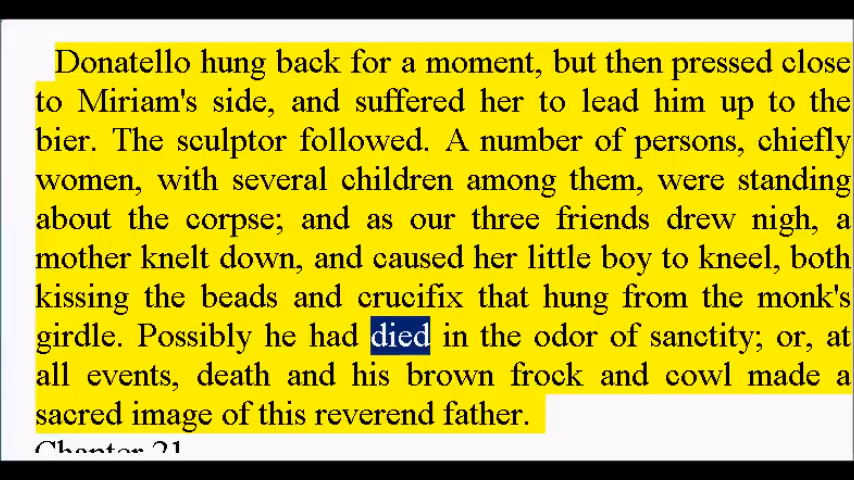 Donatello hung back for a moment, but then pressed close
to Miriam's side, and suffered her to lead him up to the
bier. The sculptor followed. A number of persons, chiefly
women, with several children among them, were standing
about the corpse; and as our three friends drew nigh, a
mother knelt down, and caused her little boy to kneel, both
kissing the beads and crucifix that hung from the monk's
girdle. Possibly he had died in the odor of sanctity; or, at
all events, death and his brown frock and cowl made a
sacred image of this reverend father.
Chapter 21